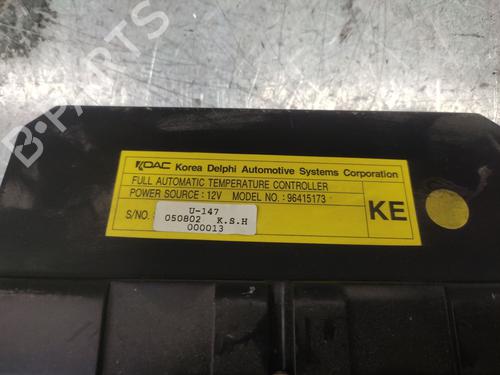 KDAC Korea Delphi Automotive Systems Corporation
FULL AUTOMATIC TEMPERATURE CONTROLLER
POWER SOURCE : 12V MODEL NO. : 96415173
KE
S/NO.
U-147
050802 K.S.H
000013
B-PARTS